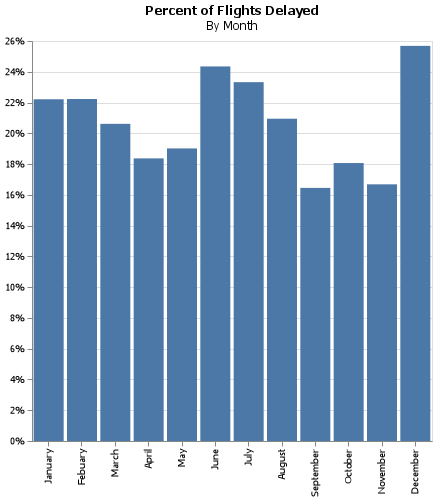 Percent of Flights Delayed
By Month
26%
24%
22%
20%
18%
16%
14%
12%
10%
8%
6%
4%
2%
0%
January
Febuary
March
April
May
June
July
August
September
October
November
December